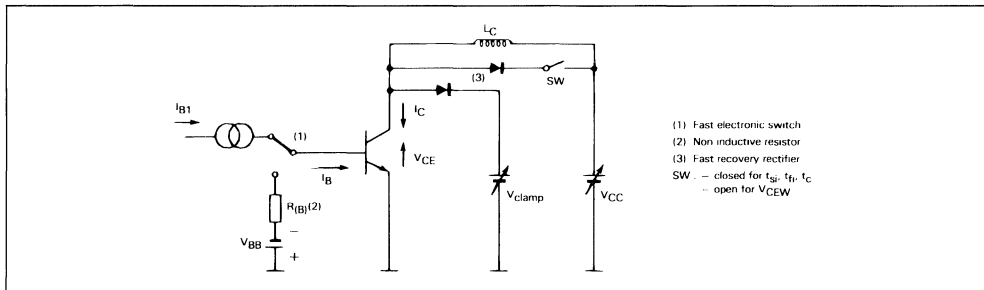 L_C
(3)
SW
I_B1
(1)
I_C
V_CE
I_B
R_(B)(2)
V_BB
−
+
V_clamp
V_CC
(1) Fast electronic switch
(2) Non inductive resistor
(3) Fast recovery rectifier
SW . – closed for t_si, t_fi, t_c
– open for V_CEW